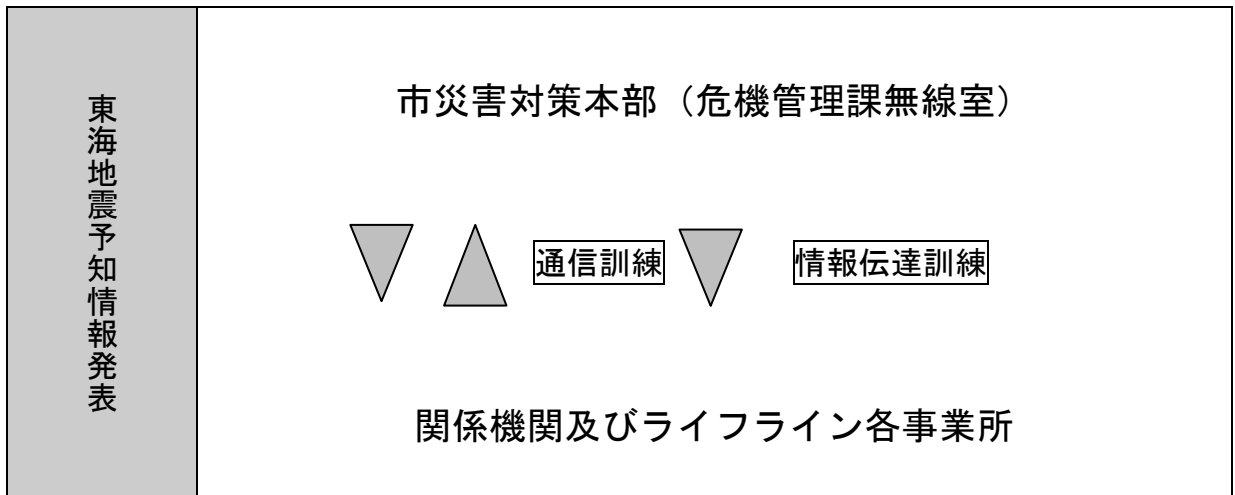 東海地震予知情報発表
市災害対策本部（危機管理課無線室）
通信訓練
情報伝達訓練
関係機関及びライフライン各事業所